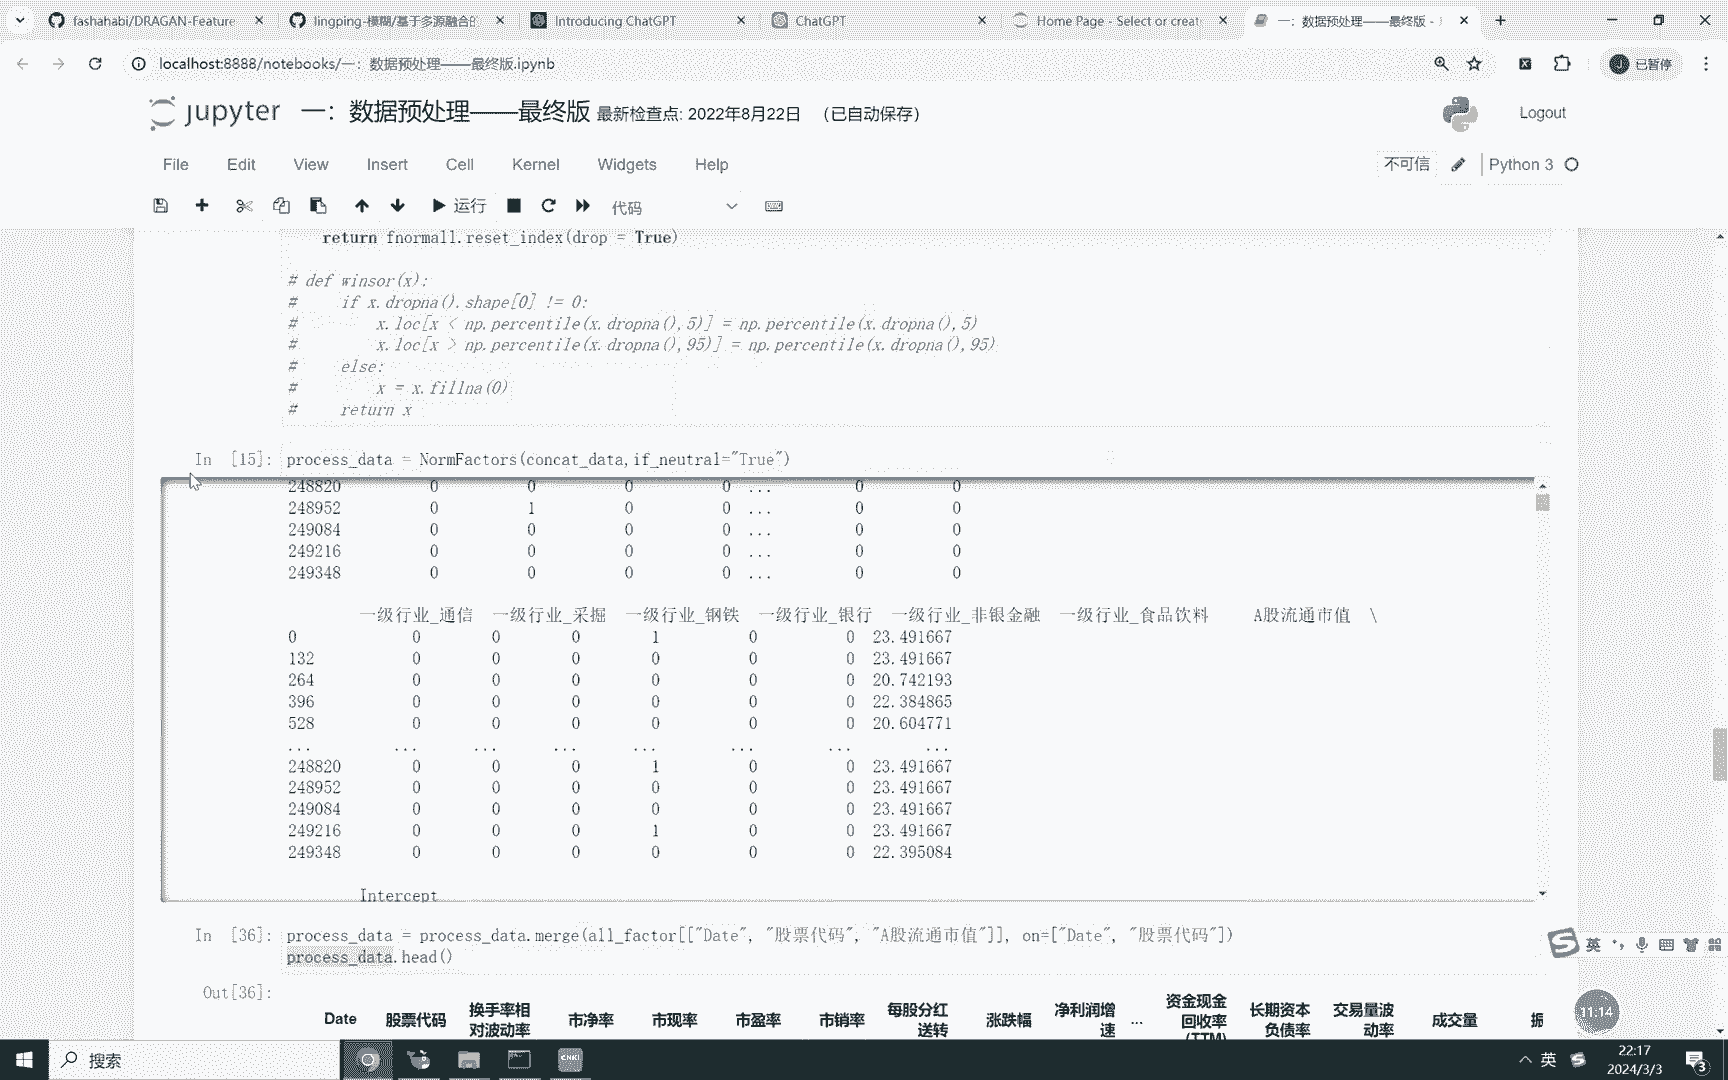 fashahabi/DRAGAN-Feature
lingping-模糊/基于多源融合的
Introducing ChatGPT
ChatGPT
Home Page - Select or creat
一：数据预处理——最终版 -
localhost:8888/notebooks/一：数据预处理——最终版.ipynb
已暂停
jupyter 一：数据预处理——最终版 最新检查点: 2022年8月22日 （已自动保存）
Logout
File Edit View Insert Cell Kernel Widgets Help
不可信 Python 3
运行 代码
return fnormall.reset_index(drop = True)
# def winsor(x):
#     if x.dropna().shape[0] != 0:
#         x.loc[x < np.percentile(x.dropna(),5)] = np.percentile(x.dropna(),5)
#         x.loc[x > np.percentile(x.dropna(),95)] = np.percentile(x.dropna(),95)
#     else:
#         x = x.fillna(0)
#     return x
In [15]: process_data = NormFactors(concat_data,if_neutral="True")
248820 0 0 0 0 ... 0 0
248952 0 1 0 0 ... 0 0
249084 0 0 0 0 ... 0 0
249216 0 0 0 0 ... 0 0
249348 0 0 0 0 ... 0 0
一级行业_通信 一级行业_采掘 一级行业_钢铁 一级行业_银行 一级行业_非银金融 一级行业_食品饮料 A股流通市值 \
0 0 0 0 1 0 0 23.491667
132 0 0 0 0 0 0 23.491667
264 0 0 0 0 0 0 20.742193
396 0 0 0 0 0 0 22.384865
528 0 0 0 0 0 0 20.604771
... ... ... ... ... ... ... ...
248820 0 0 0 1 0 0 23.491667
248952 0 0 0 0 0 0 23.491667
249084 0 0 0 0 0 0 23.491667
249216 0 0 0 1 0 0 23.491667
249348 0 0 0 0 0 0 22.395084
Intercept
In [36]: process_data = process_data.merge(all_factor[["Date", "股票代码", "A股流通市值"]], on=["Date", "股票代码"])
process_data.head()
Out[36]:
Date 股票代码 换手率相对波动率 市净率 市现率 市盈率 市销率 每股分红送转 涨跌幅 净利润增速 ... 资金现金回收率(TTM) 长期资本负债率 交易量波动率 成交量 振
英
11:14
搜索
CNKI
英
22:17
2024/3/3
3